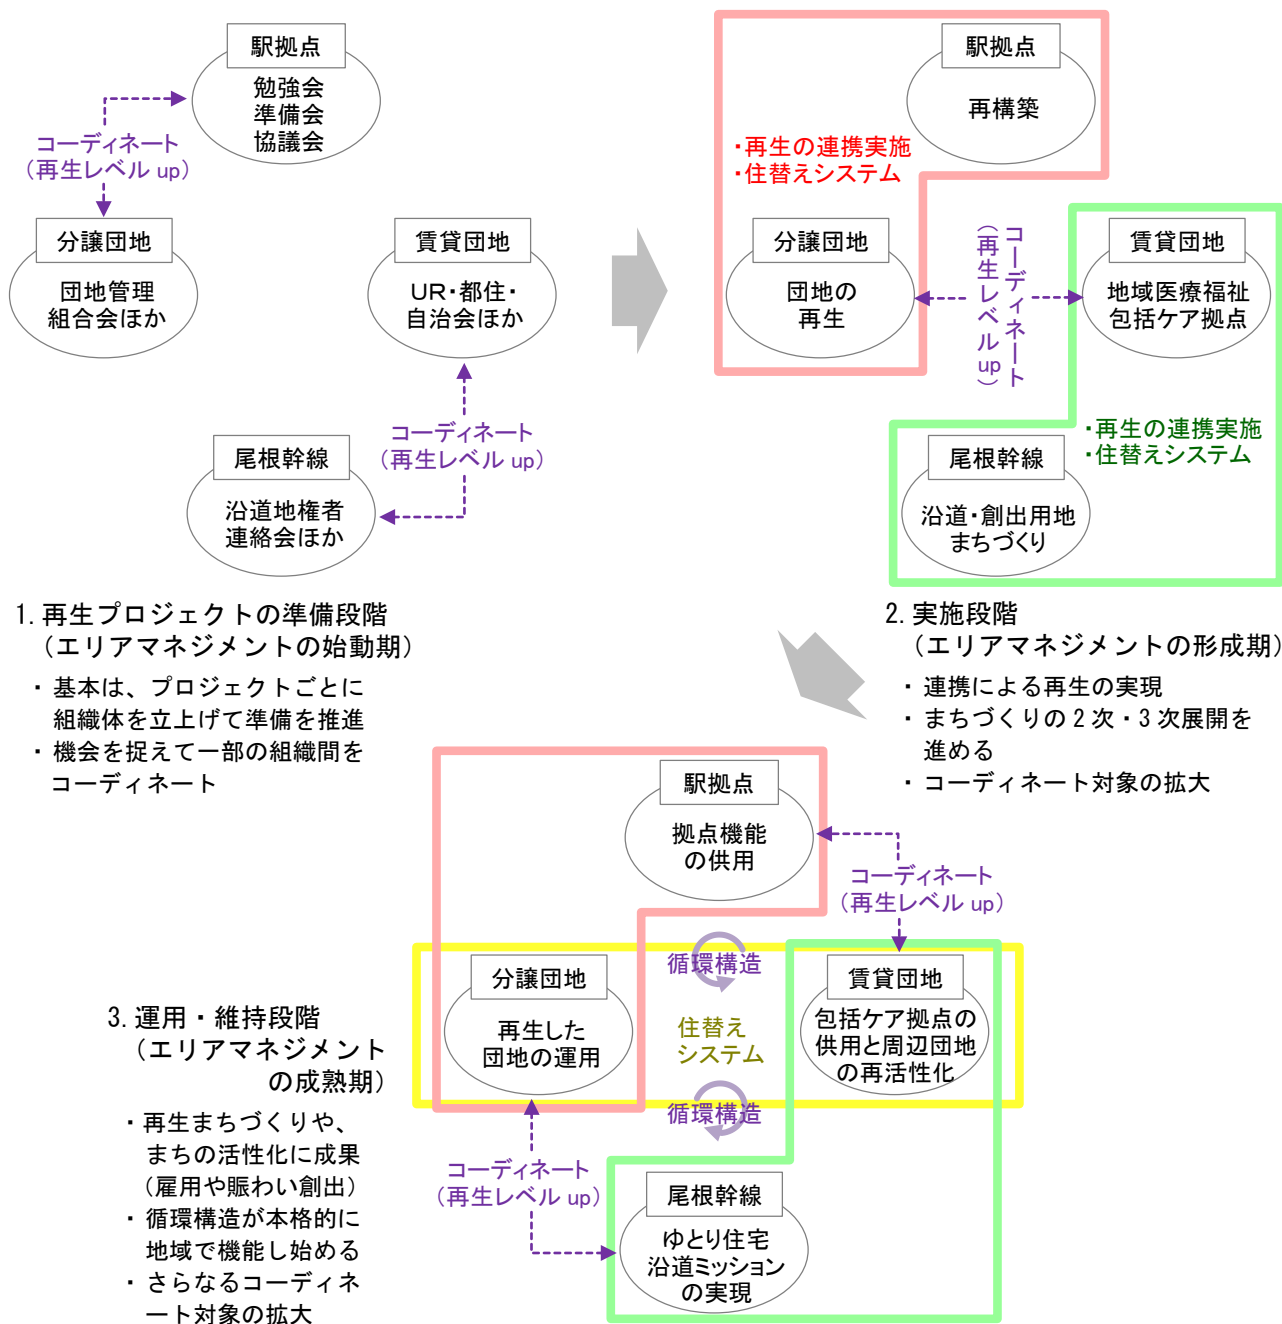 駅拠点
勉強会
準備会
協議会
コーディネート
(再生レベル up)
分譲団地
団地管理
組合会ほか
賃貸団地
UR・都住・
自治会ほか
コーディネート
(再生レベル up)
尾根幹線
沿道地権者
連絡会ほか
1. 再生プロジェクトの準備段階
(エリアマネジメントの始動期)
・ 基本は、プロジェクトごとに
組織体を立上げて準備を推進
・ 機会を捉えて一部の組織間を
コーディネート
駅拠点
再構築
・再生の連携実施
・住替えシステム
分譲団地
団地の
再生
コーディネート
(再生レベル up)
賃貸団地
地域医療福祉
包括ケア拠点
・再生の連携実施
・住替えシステム
尾根幹線
沿道・創出用地
まちづくり
2. 実施段階
(エリアマネジメントの形成期)
・ 連携による再生の実現
・ まちづくりの 2 次・3 次展開を
進める
・ コーディネート対象の拡大
駅拠点
拠点機能
の供用
コーディネート
(再生レベル up)
分譲団地
再生した
団地の運用
循環構造
住替え
システム
循環構造
賃貸団地
包括ケア拠点の
供用と周辺団地
の再活性化
コーディネート
(再生レベル up)
尾根幹線
ゆとり住宅
沿道ミッション
の実現
3. 運用・維持段階
(エリアマネジメント
の成熟期)
・ 再生まちづくりや、
まちの活性化に成果
(雇用や賑わい創出)
・ 循環構造が本格的に
地域で機能し始める
・ さらなるコーディネ
ート対象の拡大